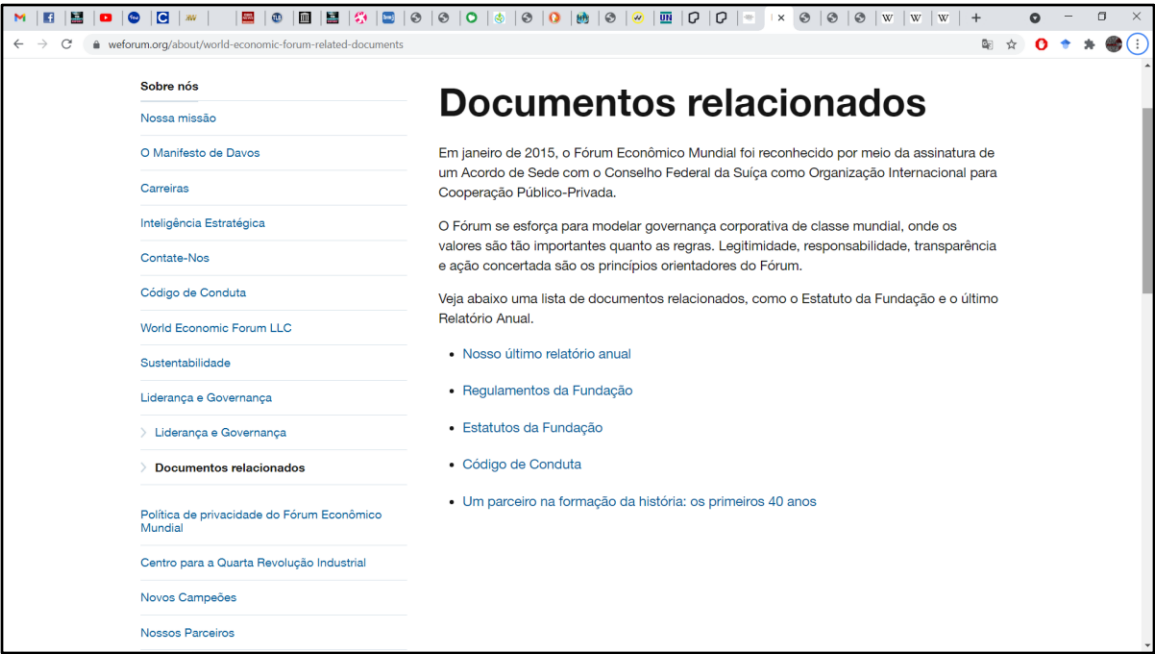 weforum.org/about/world-economic-forum-related-documents
Sobre nós
Nossa missão
O Manifesto de Davos
Carreiras
Inteligência Estratégica
Contate-Nos
Código de Conduta
World Economic Forum LLC
Sustentabilidade
Liderança e Governança
Liderança e Governança
Documentos relacionados
Política de privacidade do Fórum Econômico
Mundial
Centro para a Quarta Revolução Industrial
Novos Campeões
Nossos Parceiros
Documentos relacionados
Em janeiro de 2015, o Fórum Econômico Mundial foi reconhecido por meio da assinatura de
um Acordo de Sede com o Conselho Federal da Suíça como Organização Internacional para
Cooperação Público-Privada.
O Fórum se esforça para modelar governança corporativa de classe mundial, onde os
valores são tão importantes quanto as regras. Legitimidade, responsabilidade, transparência
e ação concertada são os princípios orientadores do Fórum.
Veja abaixo uma lista de documentos relacionados, como o Estatuto da Fundação e o último
Relatório Anual.
• Nosso último relatório anual
• Regulamentos da Fundação
• Estatutos da Fundação
• Código de Conduta
• Um parceiro na formação da história: os primeiros 40 anos